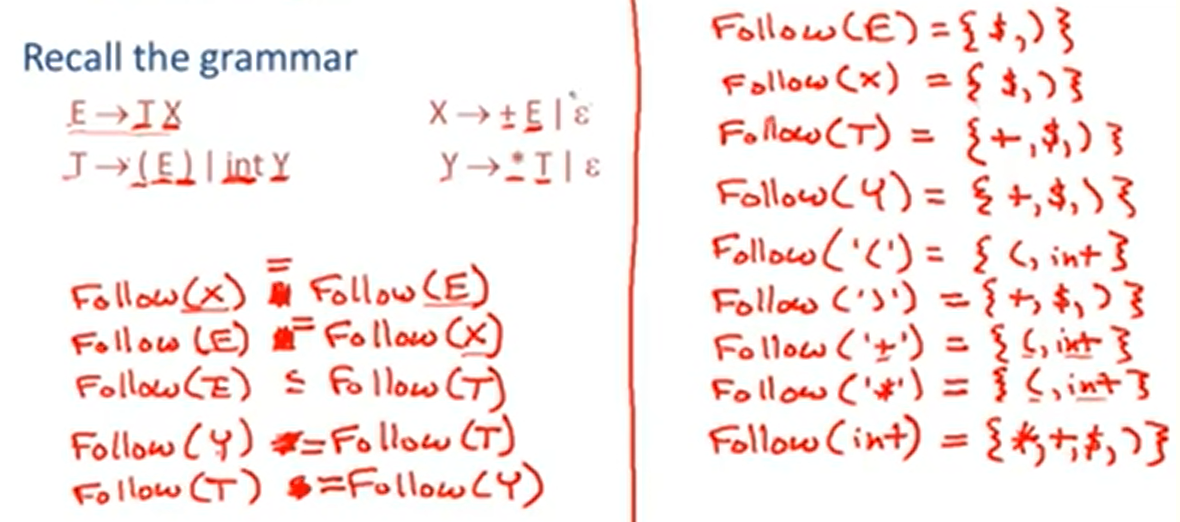 Recall the grammar
E → T X
X → + E | ε
T → (E) | int Y
Y → * T | ε
Follow(X) = Follow(E)
Follow(E) = Follow(X)
Follow(E) ⊆ Follow(T)
Follow(Y) = Follow(T)
Follow(T) = Follow(Y)
Follow(E) = { $, ) }
Follow(X) = { $, ) }
Follow(T) = { +, $, ) }
Follow(Y) = { +, $, ) }
Follow('(') = { (, int }
Follow(')') = { +, $, ) }
Follow('+') = { (, int }
Follow('*') = { (, int }
Follow(int) = { *, +, $, ) }